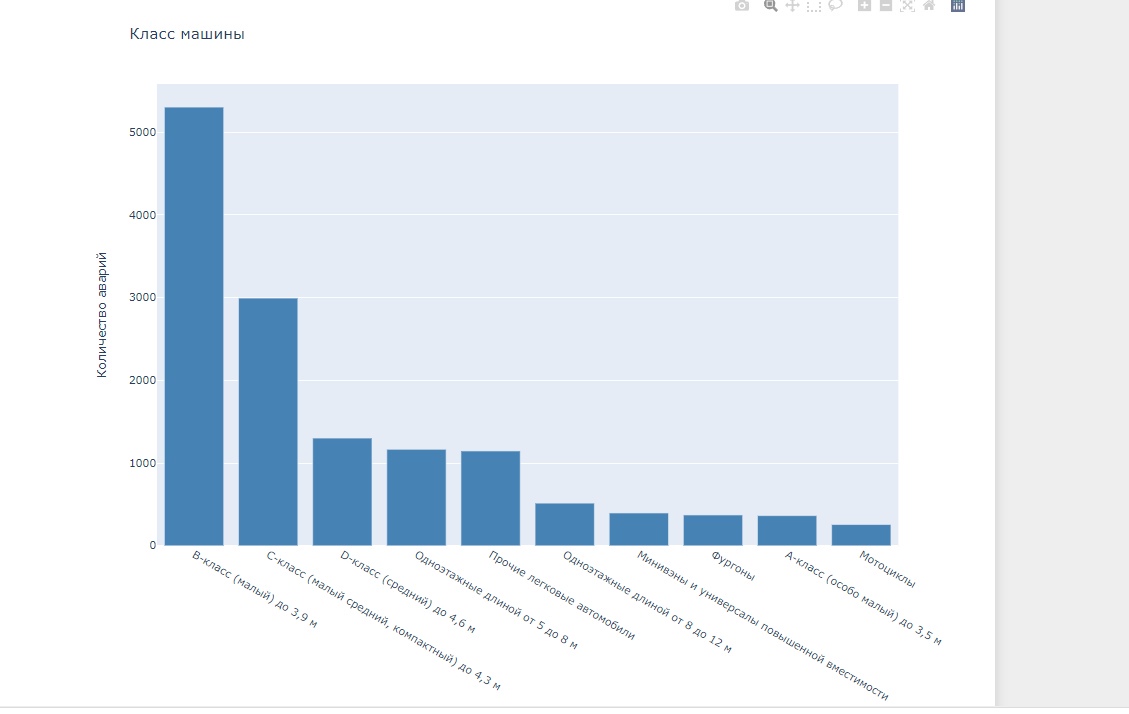 Класс машины
Количество аварий
5000
4000
3000
2000
1000
0
B-класс (малый) до 3,9 м
C-класс (малый средний, компактный) до 4,3 м
D-класс (средний) до 4,6 м
Одноэтажные длиной от 5 до 8 м
Прочие легковые автомобили
Одноэтажные длиной от 8 до 12 м
Минивэны и универсалы повышенной вместимости
Фургоны
А-класс (особо малый) до 3,5 м
Мотоциклы